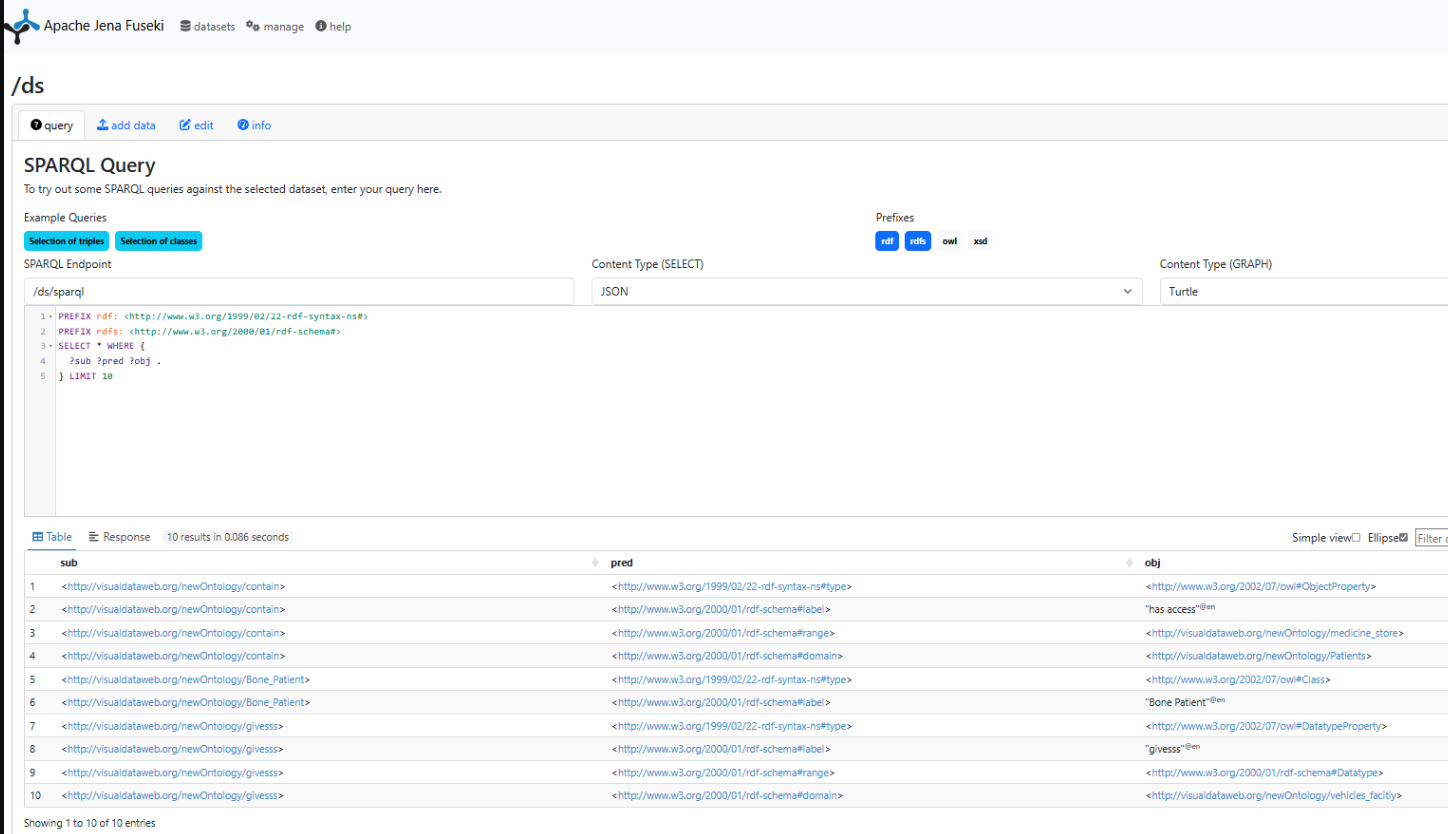 Apache Jena Fuseki datasets manage help
/ds
query add data edit info
SPARQL Query
To try out some SPARQL queries against the selected dataset, enter your query here.
Example Queries Prefixes
Selection of triples Selection of classes rdf rdfs owl xsd
SPARQL Endpoint Content Type (SELECT) Content Type (GRAPH)
/ds/sparql JSON Turtle
1 PREFIX rdf: <http://www.w3.org/1999/02/22-rdf-syntax-ns#>
2 PREFIX rdfs: <http://www.w3.org/2000/01/rdf-schema#>
3 SELECT * WHERE {
4 ?sub ?pred ?obj .
5 } LIMIT 10
Table Response 10 results in 0.086 seconds Simple view Ellipse Filter
sub pred obj
1 <http://visualdataweb.org/newOntology/contain> <http://www.w3.org/1999/02/22-rdf-syntax-ns#type> <http://www.w3.org/2002/07/owl#ObjectProperty>
2 <http://visualdataweb.org/newOntology/contain> <http://www.w3.org/2000/01/rdf-schema#label> "has access"@en
3 <http://visualdataweb.org/newOntology/contain> <http://www.w3.org/2000/01/rdf-schema#range> <http://visualdataweb.org/newOntology/medicine_store>
4 <http://visualdataweb.org/newOntology/contain> <http://www.w3.org/2000/01/rdf-schema#domain> <http://visualdataweb.org/newOntology/Patients>
5 <http://visualdataweb.org/newOntology/Bone_Patient> <http://www.w3.org/1999/02/22-rdf-syntax-ns#type> <http://www.w3.org/2002/07/owl#Class>
6 <http://visualdataweb.org/newOntology/Bone_Patient> <http://www.w3.org/2000/01/rdf-schema#label> "Bone Patient"@en
7 <http://visualdataweb.org/newOntology/givesss> <http://www.w3.org/1999/02/22-rdf-syntax-ns#type> <http://www.w3.org/2002/07/owl#DatatypeProperty>
8 <http://visualdataweb.org/newOntology/givesss> <http://www.w3.org/2000/01/rdf-schema#label> "givesss"@en
9 <http://visualdataweb.org/newOntology/givesss> <http://www.w3.org/2000/01/rdf-schema#range> <http://www.w3.org/2000/01/rdf-schema#Datatype>
10 <http://visualdataweb.org/newOntology/givesss> <http://www.w3.org/2000/01/rdf-schema#domain> <http://visualdataweb.org/newOntology/vehicles_facitiy>
Showing 1 to 10 of 10 entries